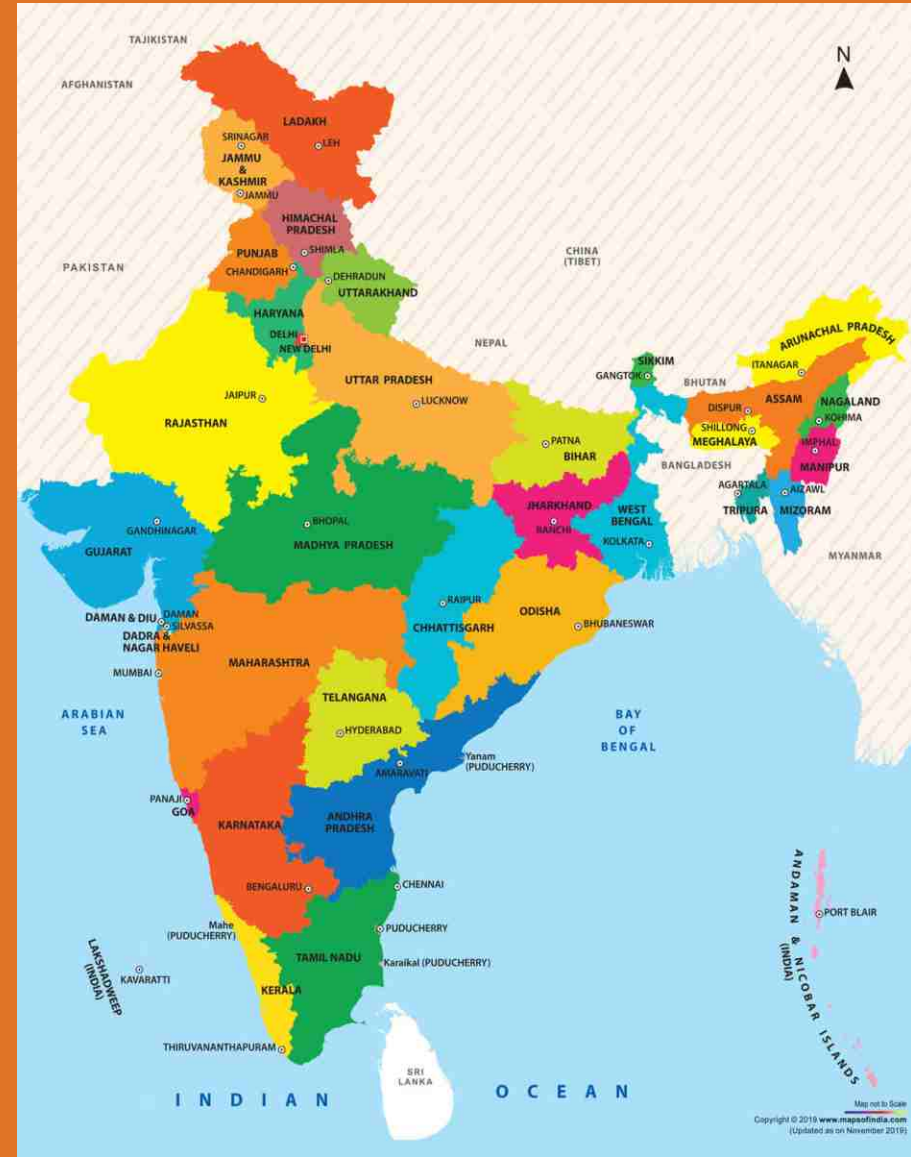 TAJIKISTAN
N
AFGHANISTAN
LADAKH
SRINAGAR
LEH
JAMMU
&
KASHMIR
JAMMU
HIMACHAL
PRADESH
PUNJAB
SHIMLA
CHINA
(TIBET)
PAKISTAN
CHANDIGARH
DEHRADUN
UTTARAKHAND
HARYANA
DELHI
NEW DELHI
NEPAL
ARUNACHAL PRADESH
SIKKIM
ITANAGAR
GANGTOK
BHUTAN
UTTAR PRADESH
JAIPUR
LUCKNOW
ASSAM
NAGALAND
DISPUR
KOHIMA
RAJASTHAN
SHILLONG
MEGHALAYA
PATNA
BIHAR
IMPHAL
MANIPUR
BANGLADESH
AGARTALA
AIZAWL
TRIPURA
MIZORAM
JHARKHAND
RANCHI
WEST
BENGAL
KOLKATA
GANDHINAGAR
BHOPAL
GUJARAT
MADHYA PRADESH
MYANMAR
RAIPUR
ODISHA
DAMAN & DIU
DAMAN
SILVASSA
CHHATTISGARH
BHUBANESWAR
DADRA &
NAGAR HAVELI
MAHARASHTRA
MUMBAI
TELANGANA
ARABIAN
SEA
BAY
OF
BENGAL
HYDERABAD
Yanam
(PUDUCHERRY)
AMARAVATI
PANAJI
GOA
KARNATAKA
ANDHRA
PRADESH
BENGALURU
CHENNAI
ANDAMAN & NICOBAR ISLANDS
(INDIA)
PORT BLAIR
Mahe
(PUDUCHERRY)
PUDUCHERRY
LAKSHADWEEP
(INDIA)
KAVARATTI
TAMIL NADU
Karaikal (PUDUCHERRY)
KERALA
THIRUVANANTHAPURAM
SRI
LANKA
INDIAN OCEAN
Map not to Scale
Copyright © 2019 www.mapsofindia.com
(Updated as on November 2019)